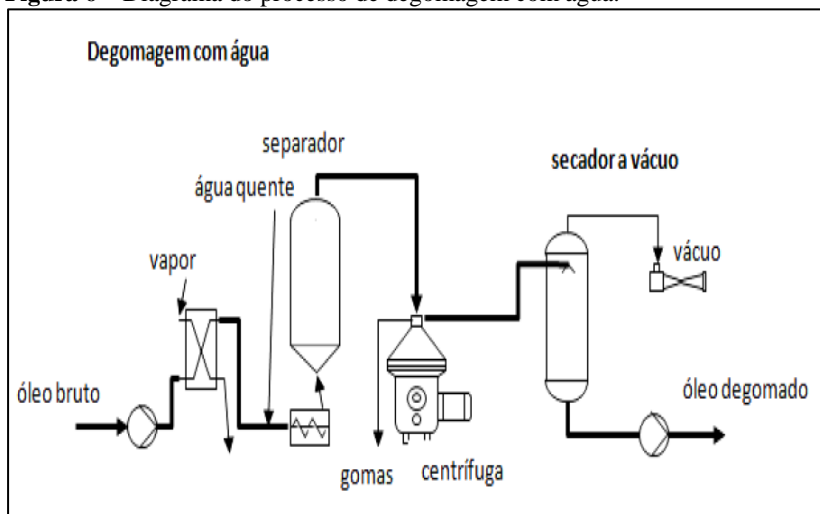 Degomagem com água
separador
água quente
secador a vácuo
vapor
vácuo
óleo bruto
óleo degomado
gomas
centrífuga